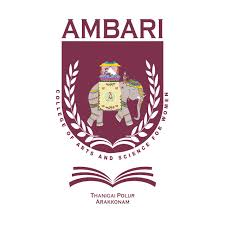 AMBARI
COLLEGE OF ARTS AND SCIENCE FOR WOMEN
THANIGAI POLUR
ARAKKONAM